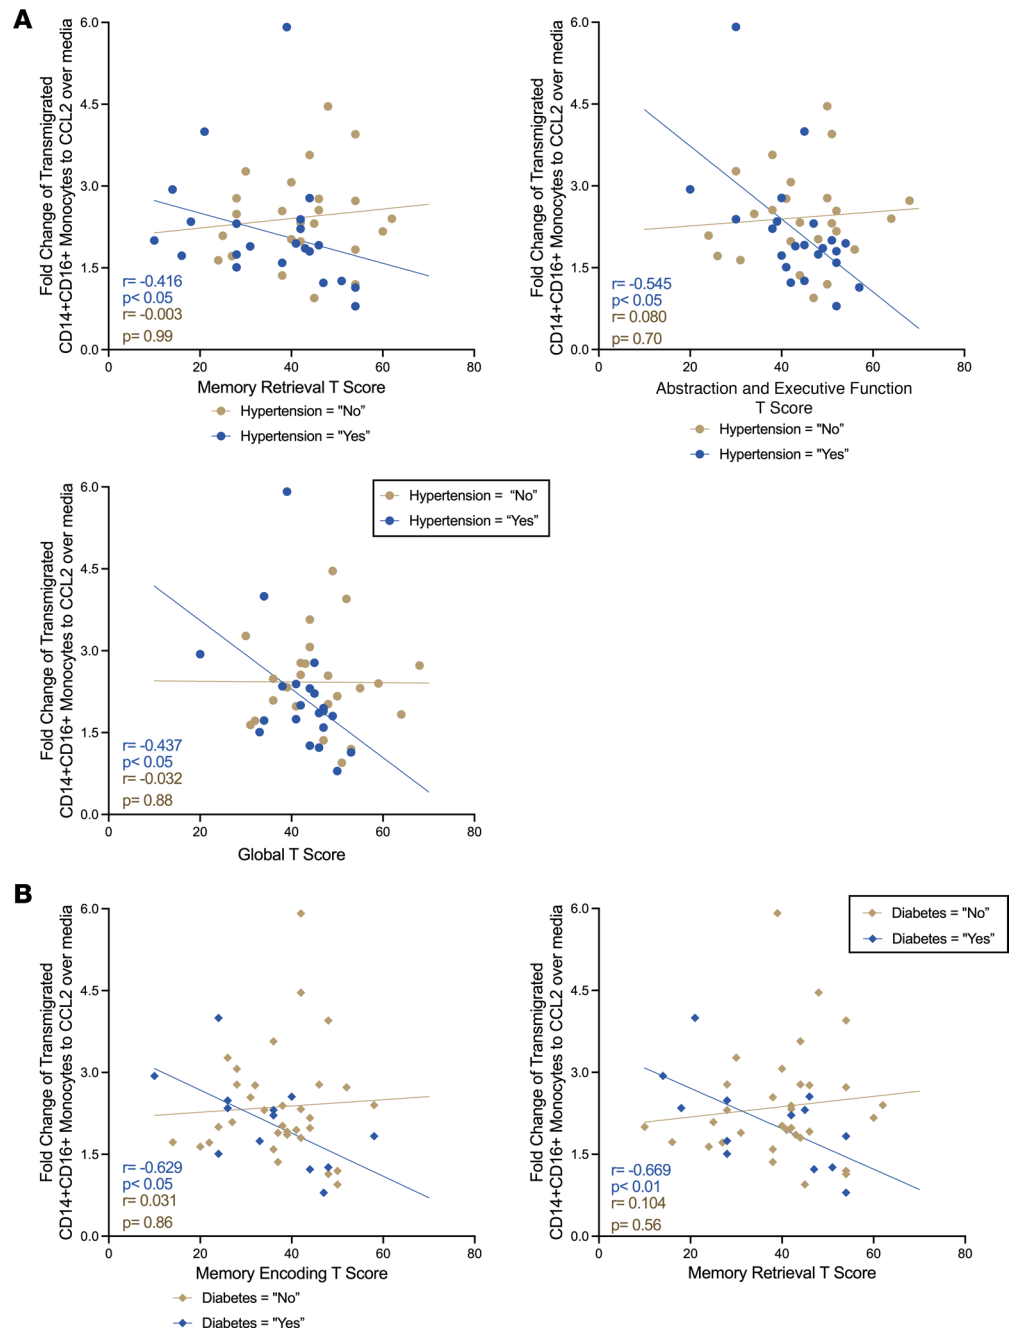 A
Fold Change of Transmigrated
CD14+CD16+ Monocytes to CCL2 over media
6.0
4.5
3.0
1.5
0.0
r= -0.416
p< 0.05
r= -0.003
p= 0.99
0 20 40 60 80
Memory Retrieval T Score
Hypertension = "No”
Hypertension = "Yes”
Fold Change of Transmigrated
CD14+CD16+ Monocytes to CCL2 over media
6.0
4.5
3.0
1.5
0.0
r= -0.545
p< 0.05
r= 0.080
p= 0.70
0 20 40 60 80
Abstraction and Executive Function
T Score
Hypertension = "No”
Hypertension = "Yes”
Fold Change of Transmigrated
CD14+CD16+ Monocytes to CCL2 over media
6.0
4.5
3.0
1.5
0.0
Hypertension = “No”
Hypertension = “Yes”
r= -0.437
p< 0.05
r= -0.032
p= 0.88
0 20 40 60 80
Global T Score
B
Fold Change of Transmigrated
CD14+CD16+ Monocytes to CCL2 over media
6.0
4.5
3.0
1.5
0.0
r= -0.629
p< 0.05
r= 0.031
p= 0.86
0 20 40 60 80
Memory Encoding T Score
Diabetes = "No”
Diabetes = "Yes”
Fold Change of Transmigrated
CD14+CD16+ Monocytes to CCL2 over media
6.0
4.5
3.0
1.5
0.0
Diabetes = "No”
Diabetes = "Yes”
r= -0.669
p< 0.01
r= 0.104
p= 0.56
0 20 40 60 80
Memory Retrieval T Score